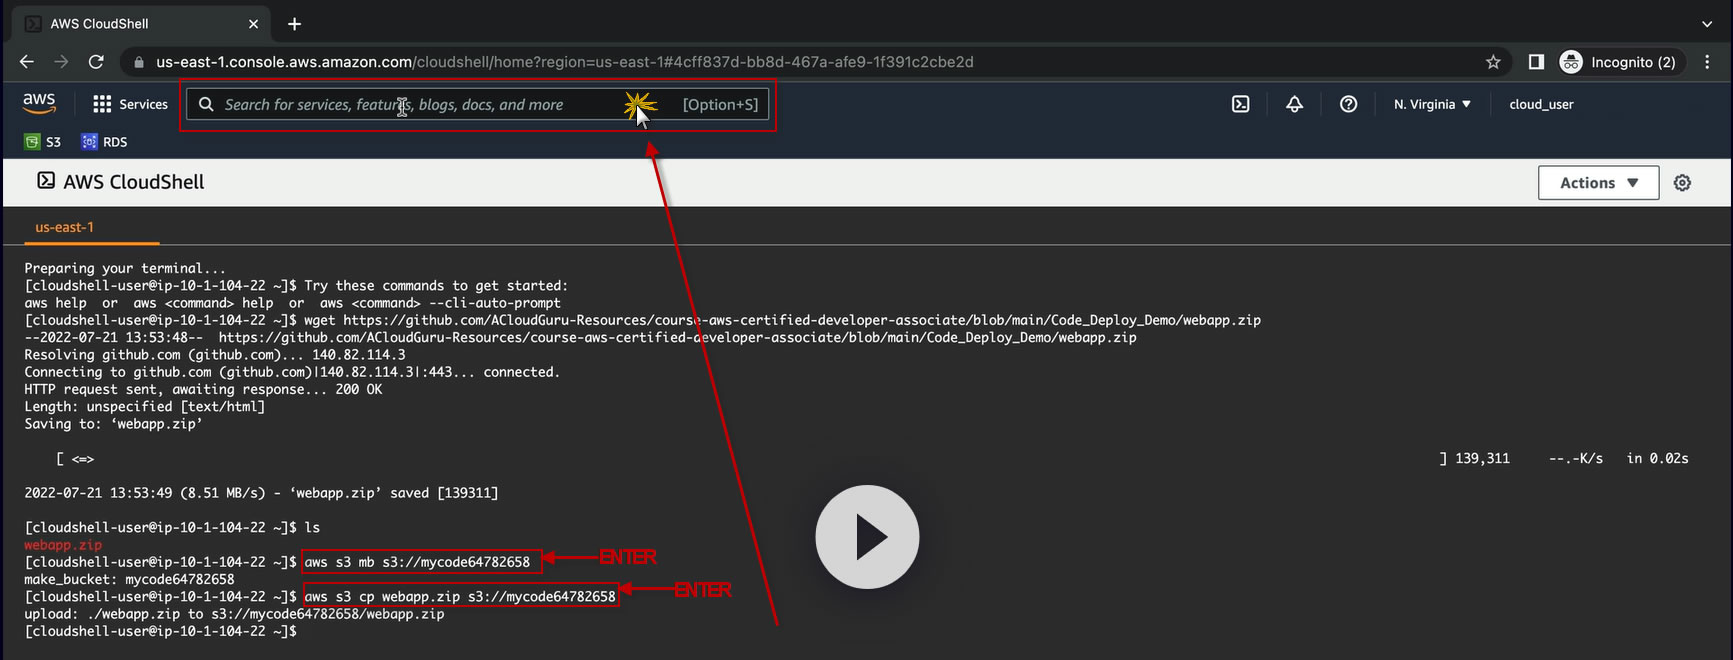 AWS CloudShell
us-east-1.console.aws.amazon.com/cloudshell/home?region=us-east-1#4cff837d-bb8d-467a-afe9-1f391c2cbe2d
Incognito (2)
aws
Services
Search for services, features, blogs, docs, and more
[Option+S]
N. Virginia
cloud_user
S3
RDS
AWS CloudShell
Actions
us-east-1
Preparing your terminal...
[cloudshell-user@ip-10-1-104-22 ~]$ Try these commands to get started:
aws help  or  aws <command> help  or  aws <command> --cli-auto-prompt
[cloudshell-user@ip-10-1-104-22 ~]$ wget https://github.com/ACloudGuru-Resources/course-aws-certified-developer-associate/blob/main/Code_Deploy_Demo/webapp.zip
--2022-07-21 13:53:48--  https://github.com/ACloudGuru-Resources/course-aws-certified-developer-associate/blob/main/Code_Deploy_Demo/webapp.zip
Resolving github.com (github.com)... 140.82.114.3
Connecting to github.com (github.com)|140.82.114.3|:443... connected.
HTTP request sent, awaiting response... 200 OK
Length: unspecified [text/html]
Saving to: ‘webapp.zip’
[ <=> ] 139,311 --.-K/s in 0.02s
2022-07-21 13:53:49 (8.51 MB/s) - ‘webapp.zip’ saved [139311]
[cloudshell-user@ip-10-1-104-22 ~]$ ls
webapp.zip
[cloudshell-user@ip-10-1-104-22 ~]$ aws s3 mb s3://mycode64782658 ENTER
make_bucket: mycode64782658
[cloudshell-user@ip-10-1-104-22 ~]$ aws s3 cp webapp.zip s3://mycode64782658 ENTER
upload: ./webapp.zip to s3://mycode64782658/webapp.zip
[cloudshell-user@ip-10-1-104-22 ~]$